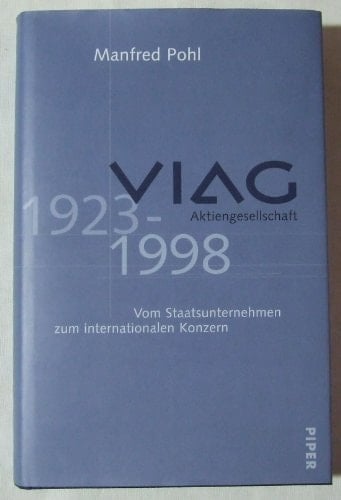 Manfred Pohl
VIAG
Aktiengesellschaft
1923-
1998
Vom Staatsunternehmen
zum internationalen Konzern
PIPER